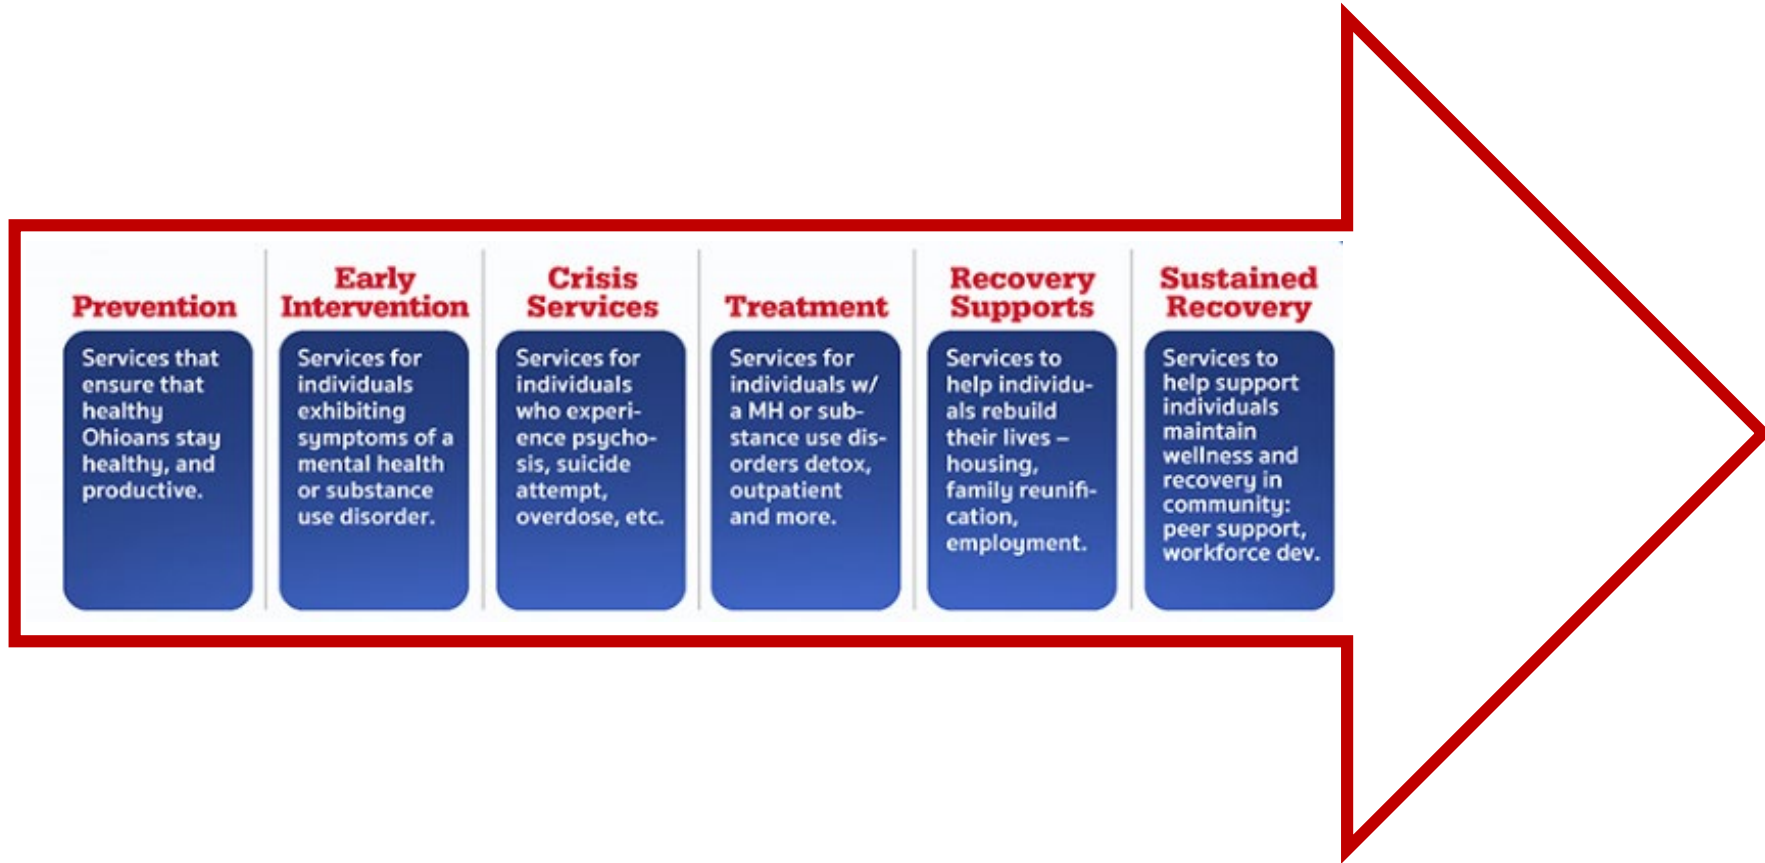 Prevention
Services that
ensure that
healthy
Ohioans stay
healthy, and
productive.
Early
Intervention
Services for
individuals
exhibiting
symptoms of a
mental health
or substance
use disorder.
Crisis
Services
Services for
individuals
who experi-
ence psycho-
sis, suicide
attempt,
overdose, etc.
Treatment
Services for
individuals w/
a MH or sub-
stance use dis-
orders detox,
outpatient
and more.
Recovery
Supports
Services to
help individu-
als rebuild
their lives –
housing,
family reunifi-
cation,
employment.
Sustained
Recovery
Services to
help support
individuals
maintain
wellness and
recovery in
community:
peer support,
workforce dev.